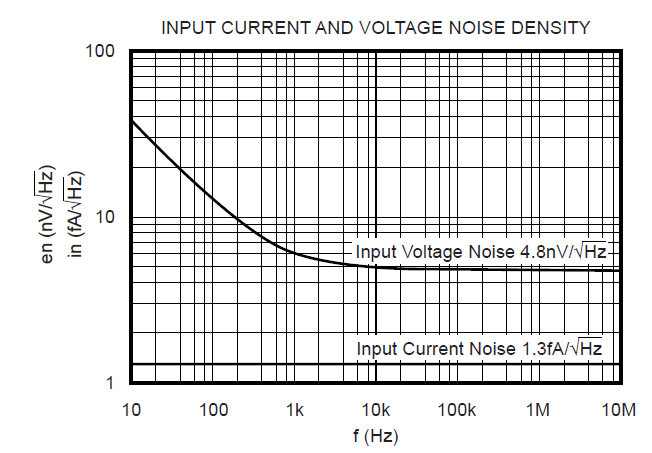 INPUT CURRENT AND VOLTAGE NOISE DENSITY
100
10
1
en (nV/√Hz)
in (fA/√Hz)
Input Voltage Noise 4.8nV/√Hz
Input Current Noise 1.3fA/√Hz
10 100 1k 10k 100k 1M 10M
f (Hz)